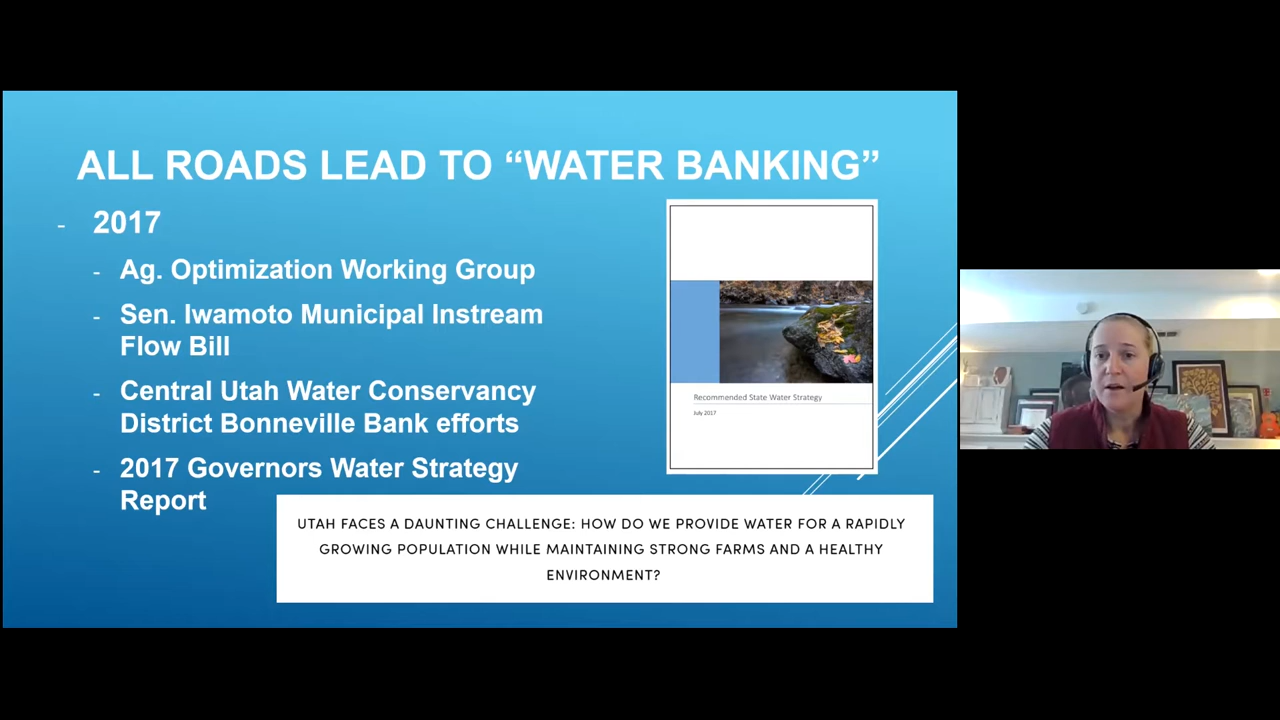 ALL ROADS LEAD TO “WATER BANKING”
- 2017
- Ag. Optimization Working Group
- Sen. Iwamoto Municipal Instream
Flow Bill
- Central Utah Water Conservancy
District Bonneville Bank efforts
- 2017 Governors Water Strategy
Report
Recommended State Water Strategy
July 2017
UTAH FACES A DAUNTING CHALLENGE: HOW DO WE PROVIDE WATER FOR A RAPIDLY
GROWING POPULATION WHILE MAINTAINING STRONG FARMS AND A HEALTHY
ENVIRONMENT?